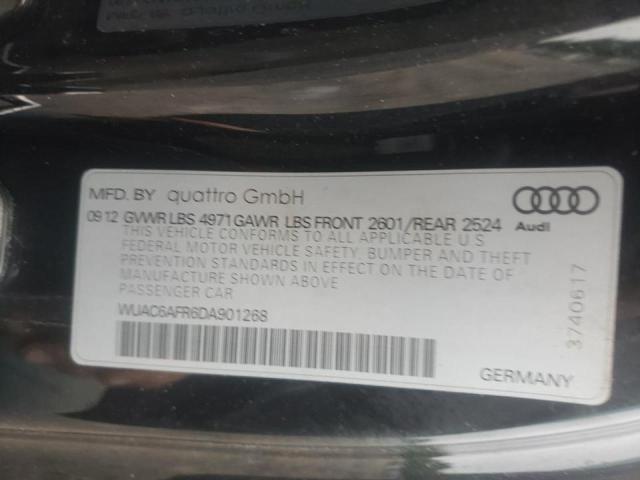 MFD. BY quattro GmbH
09 12 GVWR LBS 4971 GAWR LBS FRONT 2601/REAR 2524
Audi
THIS VEHICLE CONFORMS TO ALL APPLICABLE U S
FEDERAL MOTOR VEHICLE SAFETY, BUMPER AND THEFT
PREVENTION STANDARDS IN EFFECT ON THE DATE OF
MANUFACTURE SHOWN ABOVE
PASSENGER CAR
WUAC6AFR6DA901268
3740617
GERMANY